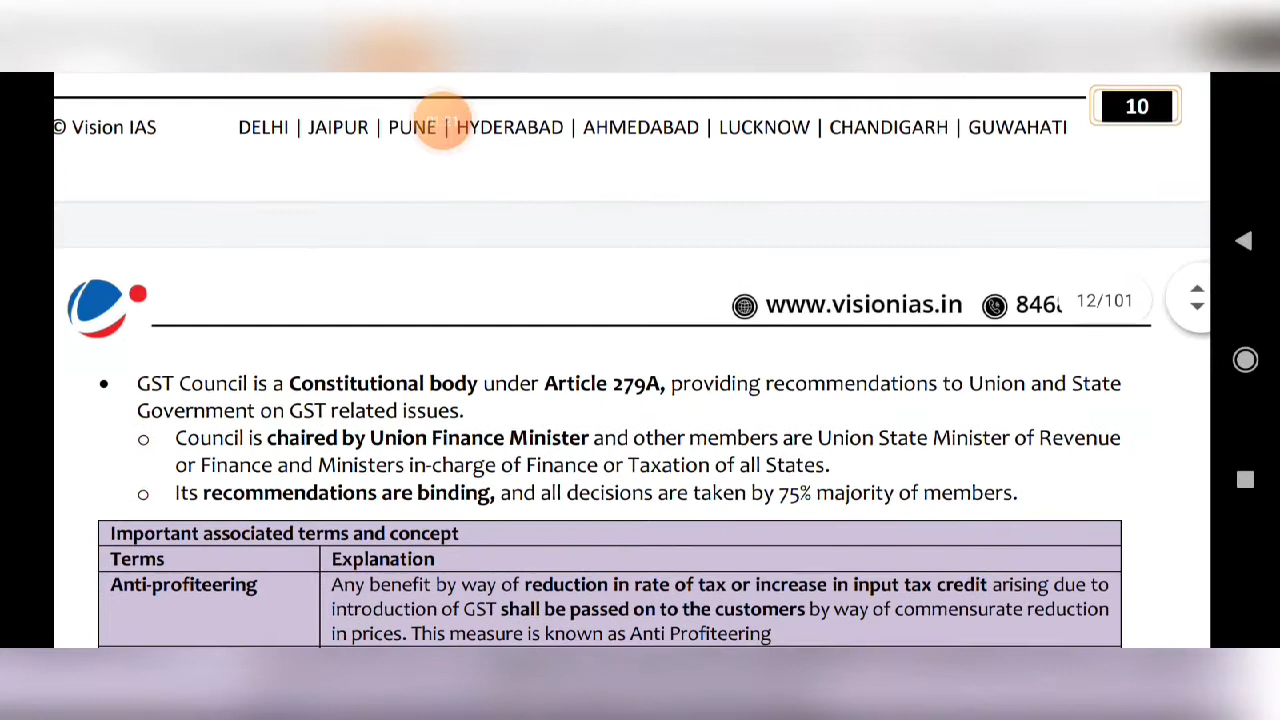 10
© Vision IAS DELHI | JAIPUR | PUNE | HYDERABAD | AHMEDABAD | LUCKNOW | CHANDIGARH | GUWAHATI
www.visionias.in 846 12/101
• GST Council is a Constitutional body under Article 279A, providing recommendations to Union and State
Government on GST related issues.
o Council is chaired by Union Finance Minister and other members are Union State Minister of Revenue
or Finance and Ministers in-charge of Finance or Taxation of all States.
o Its recommendations are binding, and all decisions are taken by 75% majority of members.
Important associated terms and concept
Terms Explanation
Anti-profiteering Any benefit by way of reduction in rate of tax or increase in input tax credit arising due to
introduction of GST shall be passed on to the customers by way of commensurate reduction
in prices. This measure is known as Anti Profiteering